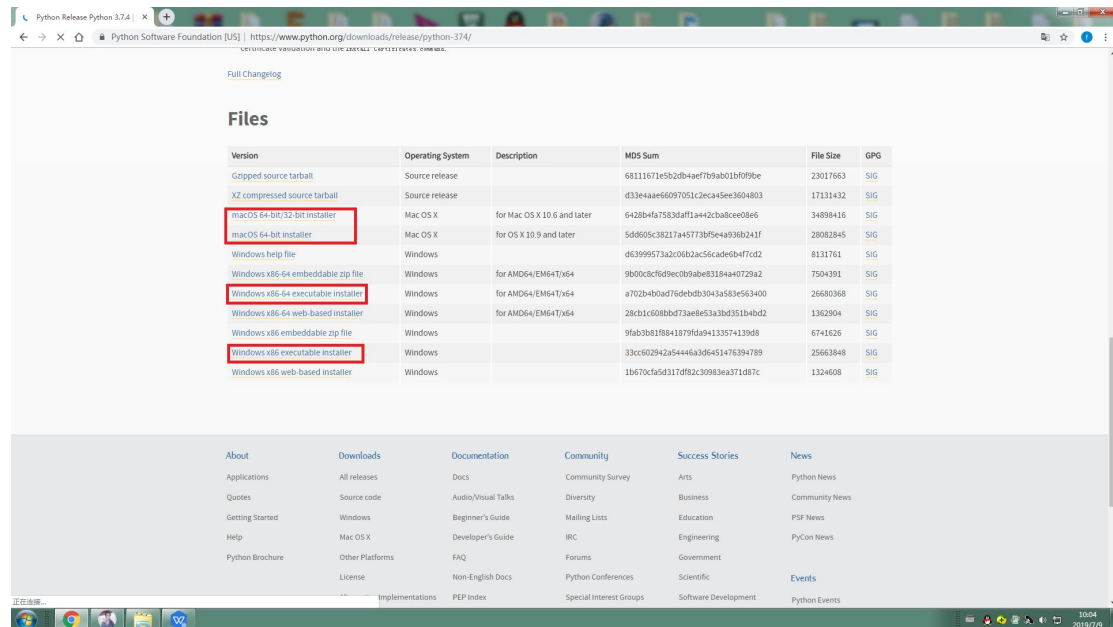 Python Release Python 3.7.4 |
Python Software Foundation [US] | https://www.python.org/downloads/release/python-374/
certificate validation and the Install Certificates.command.
Full Changelog
Files
Version Operating System Description MD5 Sum File Size GPG
Gzipped source tarball Source release 68111671e5b2db4aef7b9ab01bf0f9be 23017663 SIG
XZ compressed source tarball Source release d33e4aae66097051c2eca45ee3604803 17131432 SIG
macOS 64-bit/32-bit installer Mac OS X for Mac OS X 10.6 and later 6428b4fa7583daff1a442cba8cee08e6 34898416 SIG
macOS 64-bit installer Mac OS X for OS X 10.9 and later 5dd605c38217a45773bf5e4a936b241f 28082845 SIG
Windows help file Windows d63999573a2c06b2ac56cade6b4f7cd2 8131761 SIG
Windows x86-64 embeddable zip file Windows for AMD64/EM64T/x64 9b00c8cf6d9ec0b9abe83184a40729a2 7504391 SIG
Windows x86-64 executable installer Windows for AMD64/EM64T/x64 a702b4b0ad76debdb3043a583e563400 26680368 SIG
Windows x86-64 web-based installer Windows for AMD64/EM64T/x64 28cb1c608bbd73ae8e53a3bd351b4bd2 1362904 SIG
Windows x86 embeddable zip file Windows 9fab3b81f8841879fda94133574139d8 6741626 SIG
Windows x86 executable installer Windows 33cc602942a54446a3d6451476394789 25663848 SIG
Windows x86 web-based installer Windows 1b670cfa5d317df82c30983ea371d87c 1324608 SIG
About Downloads Documentation Community Success Stories News
Applications All releases Docs Community Survey Arts Python News
Quotes Source code Audio/Visual Talks Diversity Business Community News
Getting Started Windows Beginner's Guide Mailing Lists Education PSF News
Help Mac OS X Developer's Guide IRC Engineering PyCon News
Python Brochure Other Platforms FAQ Forums Government
License Non-English Docs Python Conferences Scientific Events
Implementations PEP Index Special Interest Groups Software Development Python Events
正在连接...
10:04
2019/7/9